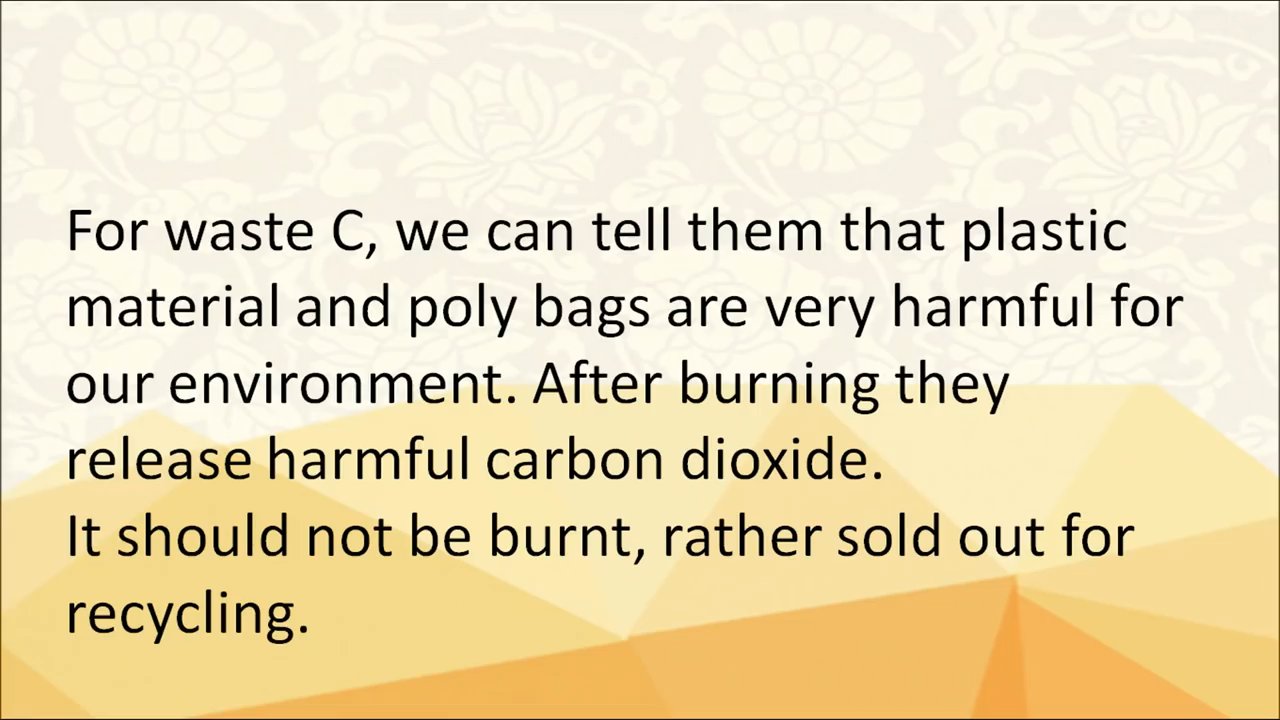 For waste C, we can tell them that plastic
material and poly bags are very harmful for
our environment. After burning they
release harmful carbon dioxide.
It should not be burnt, rather sold out for
recycling.